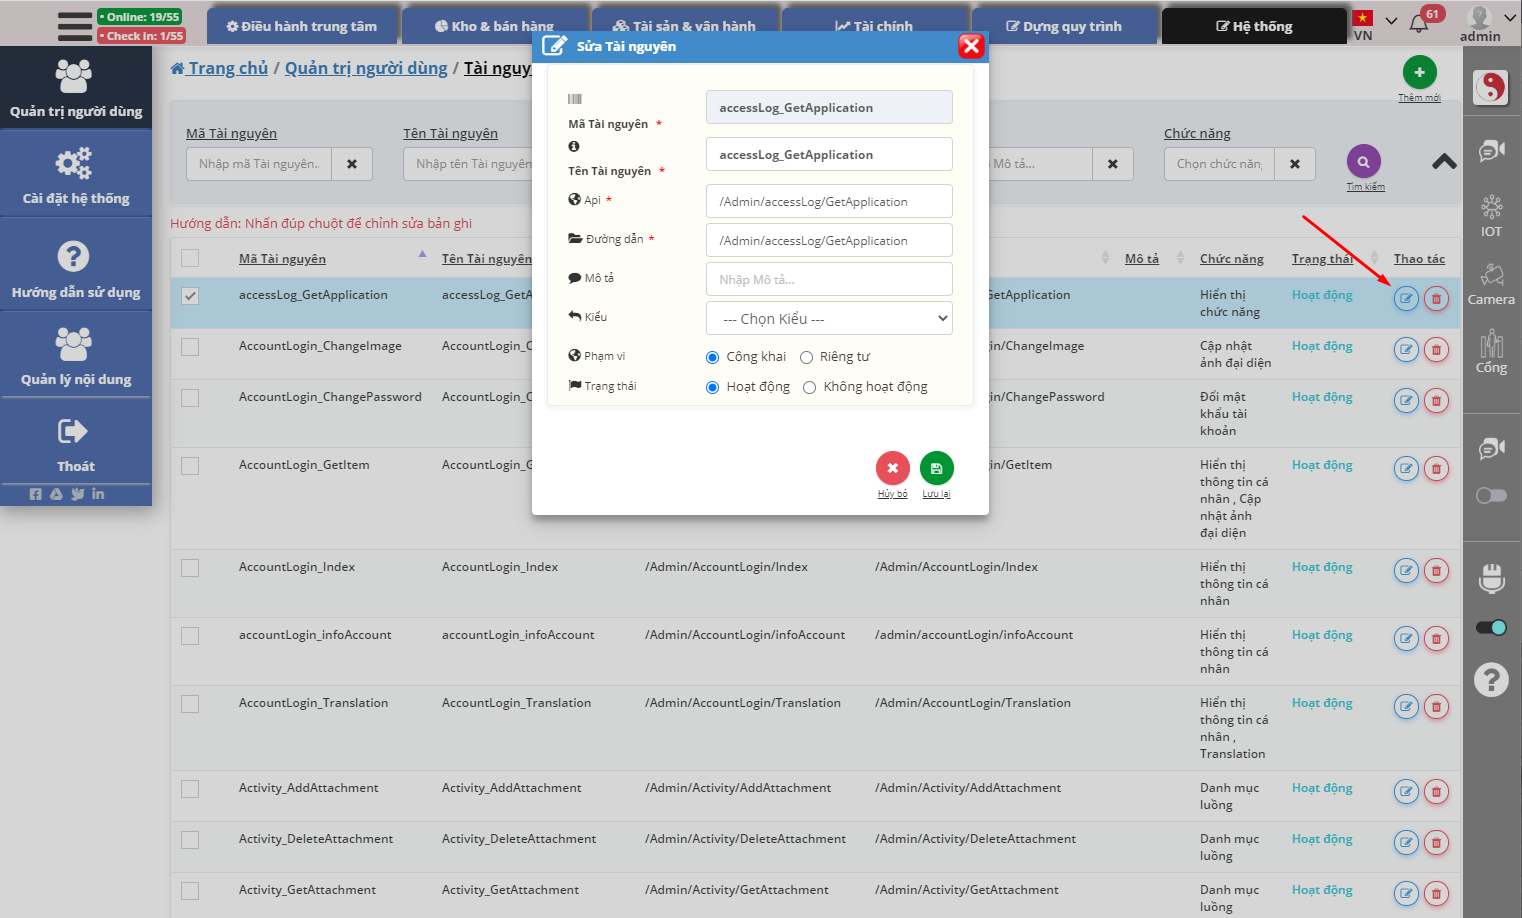 Online: 19/55
Check in: 1/55
Điều hành trung tâm
Kho & bán hàng
Tài sản & vận hành
Tài chính
Dựng quy trình
Hệ thống
VN
61
admin
Quản trị người dùng
Cài đặt hệ thống
Hướng dẫn sử dụng
Quản lý nội dung
Thoát
Trang chủ / Quản trị người dùng / Tài nguy
Thêm mới
Mã Tài nguyên
Tên Tài nguyên
Chức năng
Nhập mã Tài nguyên..
Nhập tên Tài nguyên
Mô tả...
Chọn chức năn
Tìm kiếm
Hướng dẫn: Nhấn đúp chuột để chỉnh sửa bản ghi
Mã Tài nguyên
Tên Tài nguyên
Mô tả
Chức năng
Trạng thái
Thao tác
accessLog_GetApplication
accessLog_GetA
GetApplication
Hiển thị
chức năng
Hoạt động
AccountLogin_ChangeImage
AccountLogin_C
in/ChangeImage
Cập nhật
ảnh đại diện
Hoạt động
AccountLogin_ChangePassword
AccountLogin_C
in/ChangePassword
Đổi mật
khẩu tài
khoản
Hoạt động
AccountLogin_GetItem
AccountLogin_G
in/GetItem
Hiển thị
thông tin cá
nhân , Cập
nhật ảnh
đại diện
Hoạt động
AccountLogin_Index
AccountLogin_Index
/Admin/AccountLogin/Index
/Admin/AccountLogin/Index
Hiển thị
thông tin cá
nhân
Hoạt động
accountLogin_infoAccount
accountLogin_infoAccount
/Admin/AccountLogin/infoAccount
/admin/accountLogin/infoAccount
Hiển thị
thông tin cá
nhân
Hoạt động
AccountLogin_Translation
AccountLogin_Translation
/Admin/AccountLogin/Translation
/Admin/AccountLogin/Translation
Hiển thị
thông tin cá
nhân ,
Translation
Hoạt động
Activity_AddAttachment
Activity_AddAttachment
/Admin/Activity/AddAttachment
/Admin/Activity/AddAttachment
Danh mục
luồng
Hoạt động
Activity_DeleteAttachment
Activity_DeleteAttachment
/Admin/Activity/DeleteAttachment
/Admin/Activity/DeleteAttachment
Danh mục
luồng
Hoạt động
Activity_GetAttachment
Activity_GetAttachment
/Admin/Activity/GetAttachment
/Admin/Activity/GetAttachment
Danh mục
luồng
Hoạt động
Sửa Tài nguyên
Mã Tài nguyên *
accessLog_GetApplication
Tên Tài nguyên *
accessLog_GetApplication
Api *
/Admin/accessLog/GetApplication
Đường dẫn *
/Admin/accessLog/GetApplication
Mô tả
Nhập Mô tả...
Kiểu
--- Chọn Kiểu ---
Phạm vi
Công khai
Riêng tư
Trạng thái
Hoạt động
Không hoạt động
Hủy bỏ
Lưu lại
IOT
Camera
Cổng